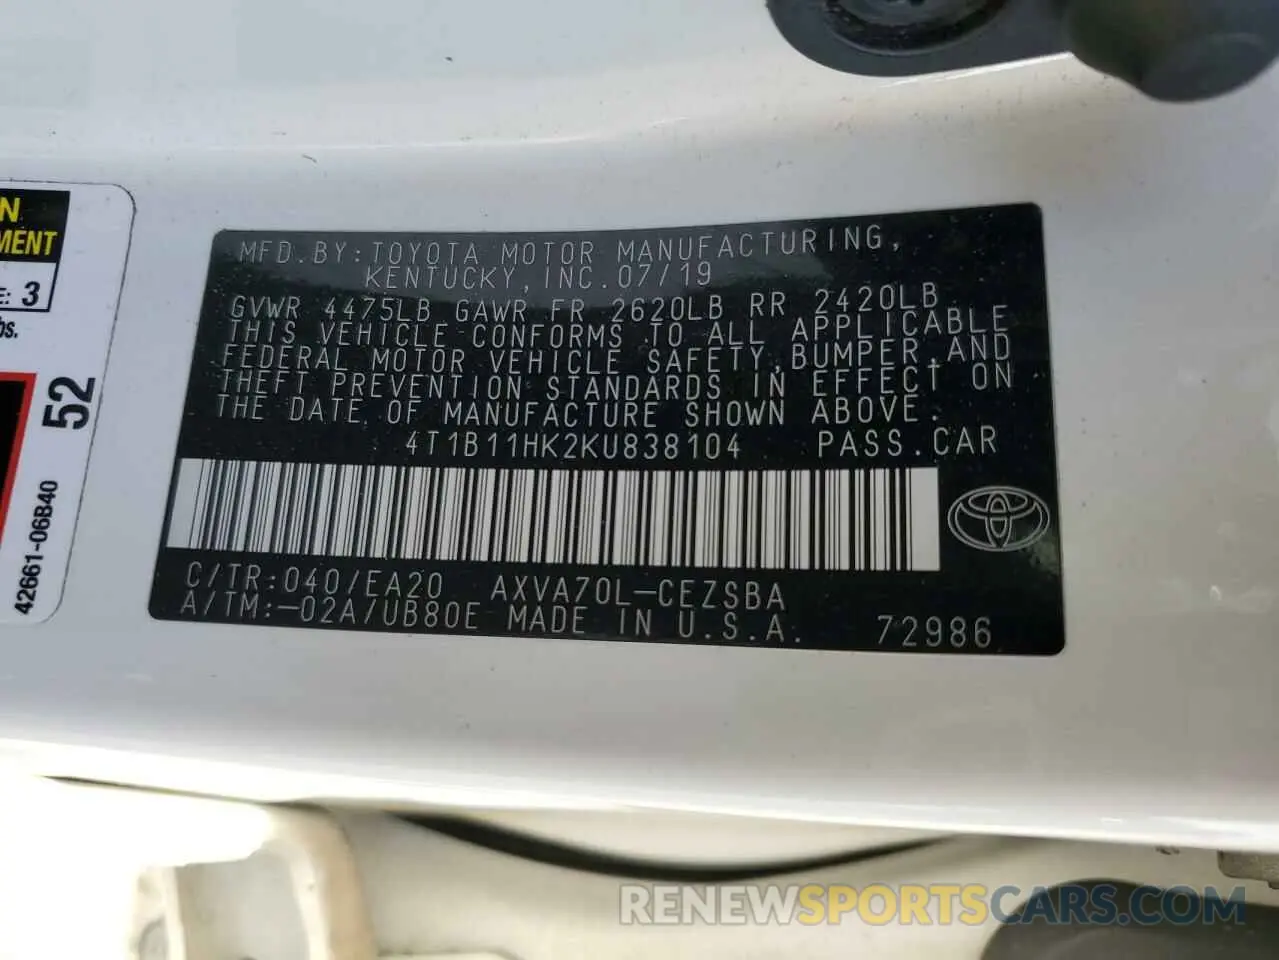 N
MENT
E: 3
bs.
52
42661-06B40
MFD.BY:TOYOTA MOTOR MANUFACTURING,
KENTUCKY,INC.07/19
GVWR 4475LB GAWR FR 2620LB RR 2420LB
THIS VEHICLE CONFORMS TO ALL APPLICABLE
FEDERAL MOTOR VEHICLE SAFETY,BUMPER,AND
THEFT PREVENTION STANDARDS IN EFFECT ON
THE DATE OF MANUFACTURE SHOWN ABOVE.
4T1B11HK2KU838104 PASS.CAR
C/TR:040/EA20 AXVA70L-CEZSBA
A/TM:-02A/UB80E MADE IN U.S.A. 72986
RENEWSPORTSCARS.COM